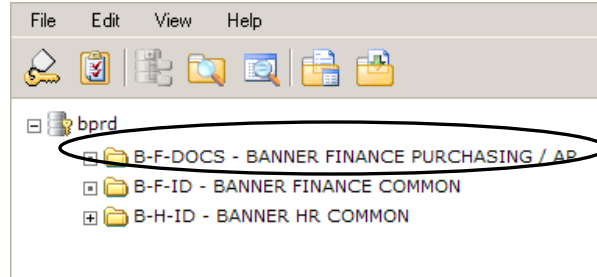 File Edit View Help
bprd
B-F-DOCS - BANNER FINANCE PURCHASING / AP
B-F-ID - BANNER FINANCE COMMON
B-H-ID - BANNER HR COMMON